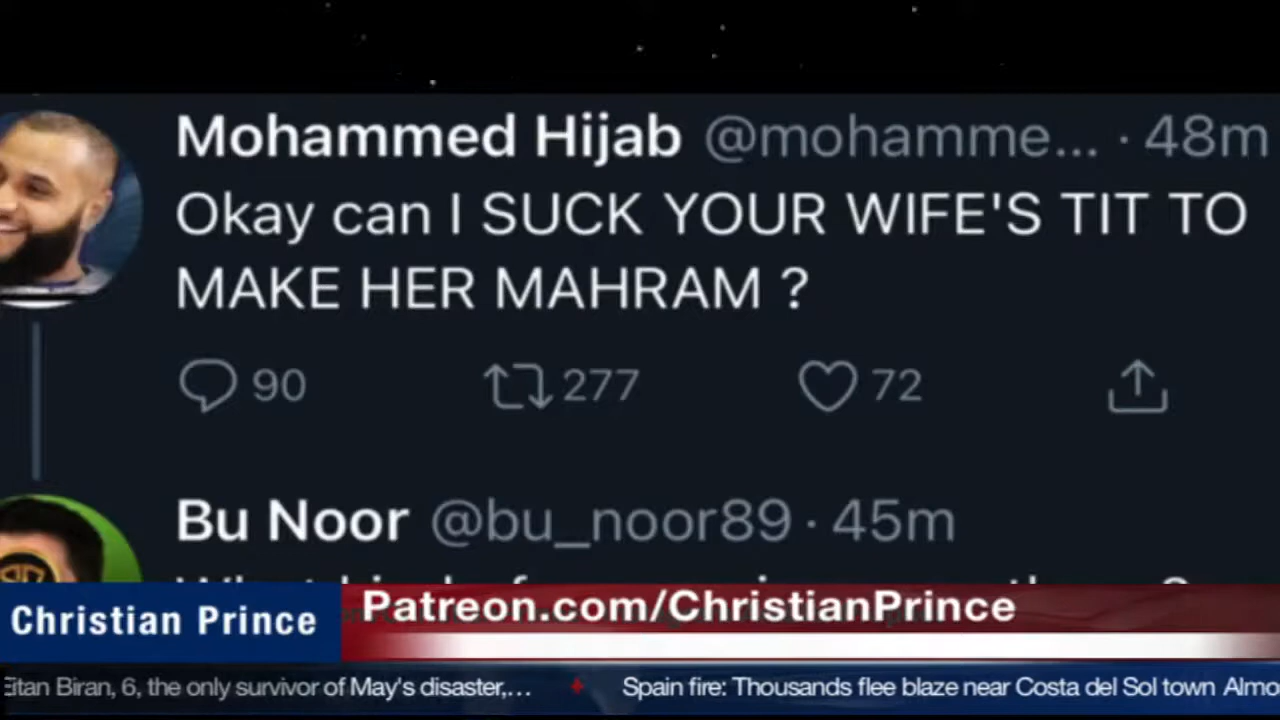 Mohammed Hijab @mohamme... · 48m
Okay can I SUCK YOUR WIFE'S TIT TO
MAKE HER MAHRAM ?
90 277 72
Bu Noor @bu_noor89 · 45m
Christian Prince
Patreon.com/ChristianPrince
Eitan Biran, 6, the only survivor of May's disaster,... Spain fire: Thousands flee blaze near Costa del Sol town Almo